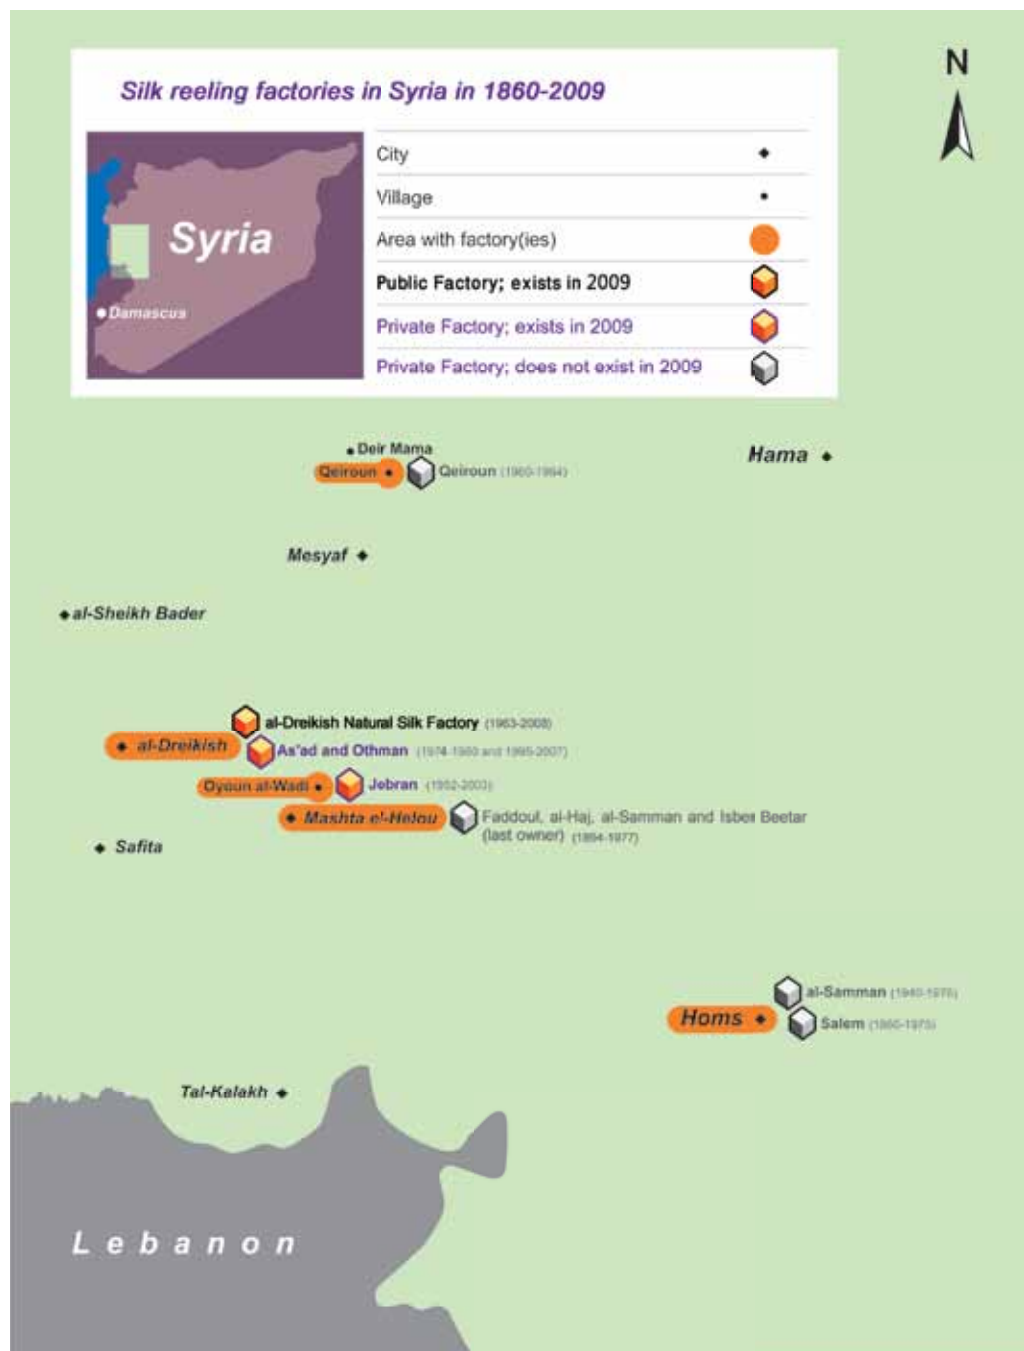 N
Silk reeling factories in Syria in 1860-2009
Syria
Damascus
City
Village
Area with factory(ies)
Public Factory; exists in 2009
Private Factory; exists in 2009
Private Factory; does not exist in 2009
Deir Mama
Qeiroun
Qeiroun
Hama
Mesyaf
al-Sheikh Bader
al-Dreikish Natural Silk Factory
al-Dreikish
As'ad and Othman
Oyoun al-Wadi
Jebran
Mashta el-Helou
Faddoul, al-Haj, al-Samman and Isber Beetar
(last owner) (1894-1977)
Safita
al-Samman
Homs
Salem
Tal-Kalakh
Lebanon